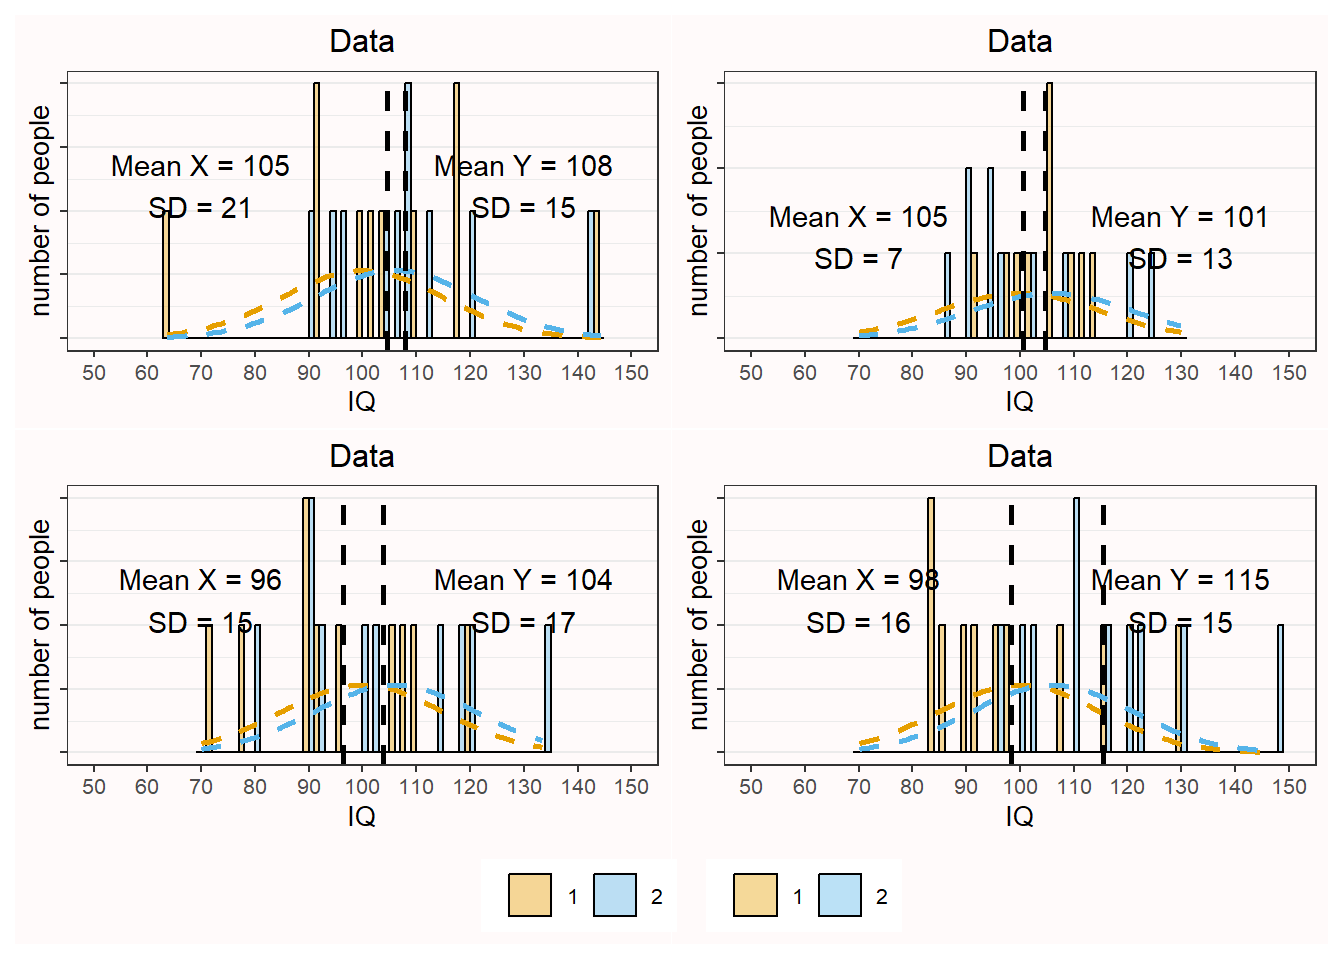 Data
number of people
Mean X = 105
SD = 21
Mean Y = 108
SD = 15
50 60 70 80 90 100 110 120 130 140 150
IQ
Data
number of people
Mean X = 105
SD = 7
Mean Y = 101
SD = 13
50 60 70 80 90 100 110 120 130 140 150
IQ
Data
number of people
Mean X = 96
SD = 15
Mean Y = 104
SD = 17
50 60 70 80 90 100 110 120 130 140 150
IQ
Data
number of people
Mean X = 98
SD = 16
Mean Y = 115
SD = 15
50 60 70 80 90 100 110 120 130 140 150
IQ
1 2
1 2